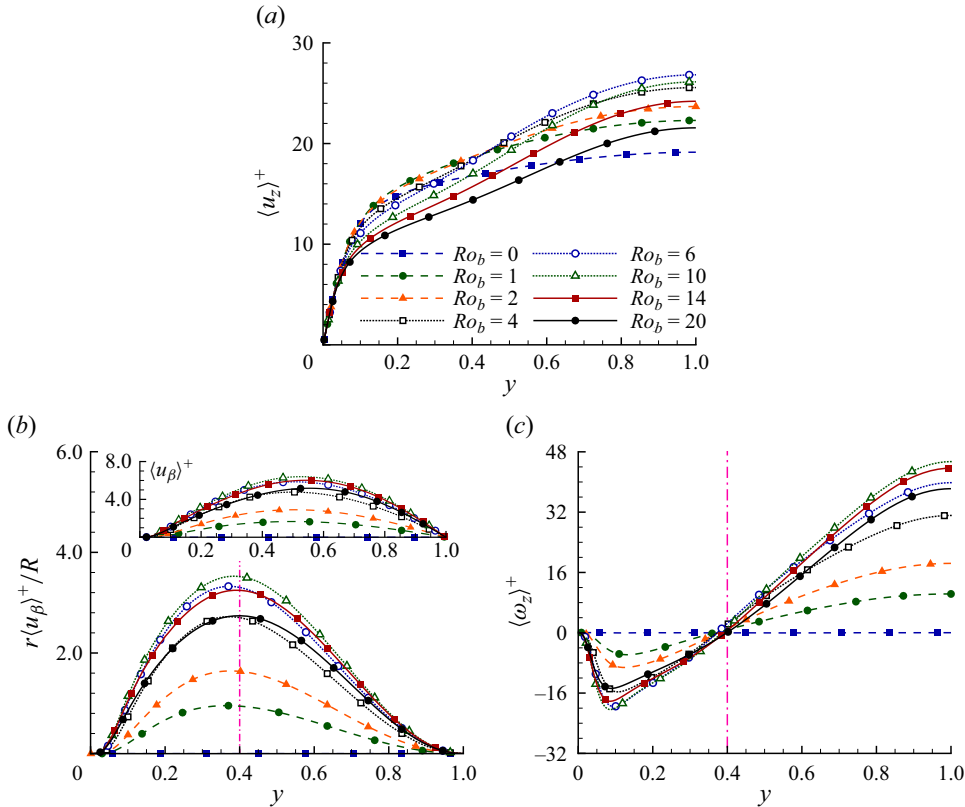 (a)
30
20
10
0
0.2
0.4
0.6
0.8
1.0
⟨u_z⟩⁺
y
Ro_b = 0
Ro_b = 1
Ro_b = 2
Ro_b = 4
Ro_b = 6
Ro_b = 10
Ro_b = 14
Ro_b = 20
(b)
6.0
4.0
2.0
0
0.2
0.4
0.6
0.8
1.0
r⟨u_β⟩⁺/R
y
8.0
4.0
0
0.2
0.4
0.6
0.8
1.0
⟨u_β⟩⁺
(c)
48
32
16
0
−16
−32
0
0.2
0.4
0.6
0.8
1.0
⟨ω_z⟩⁺
y